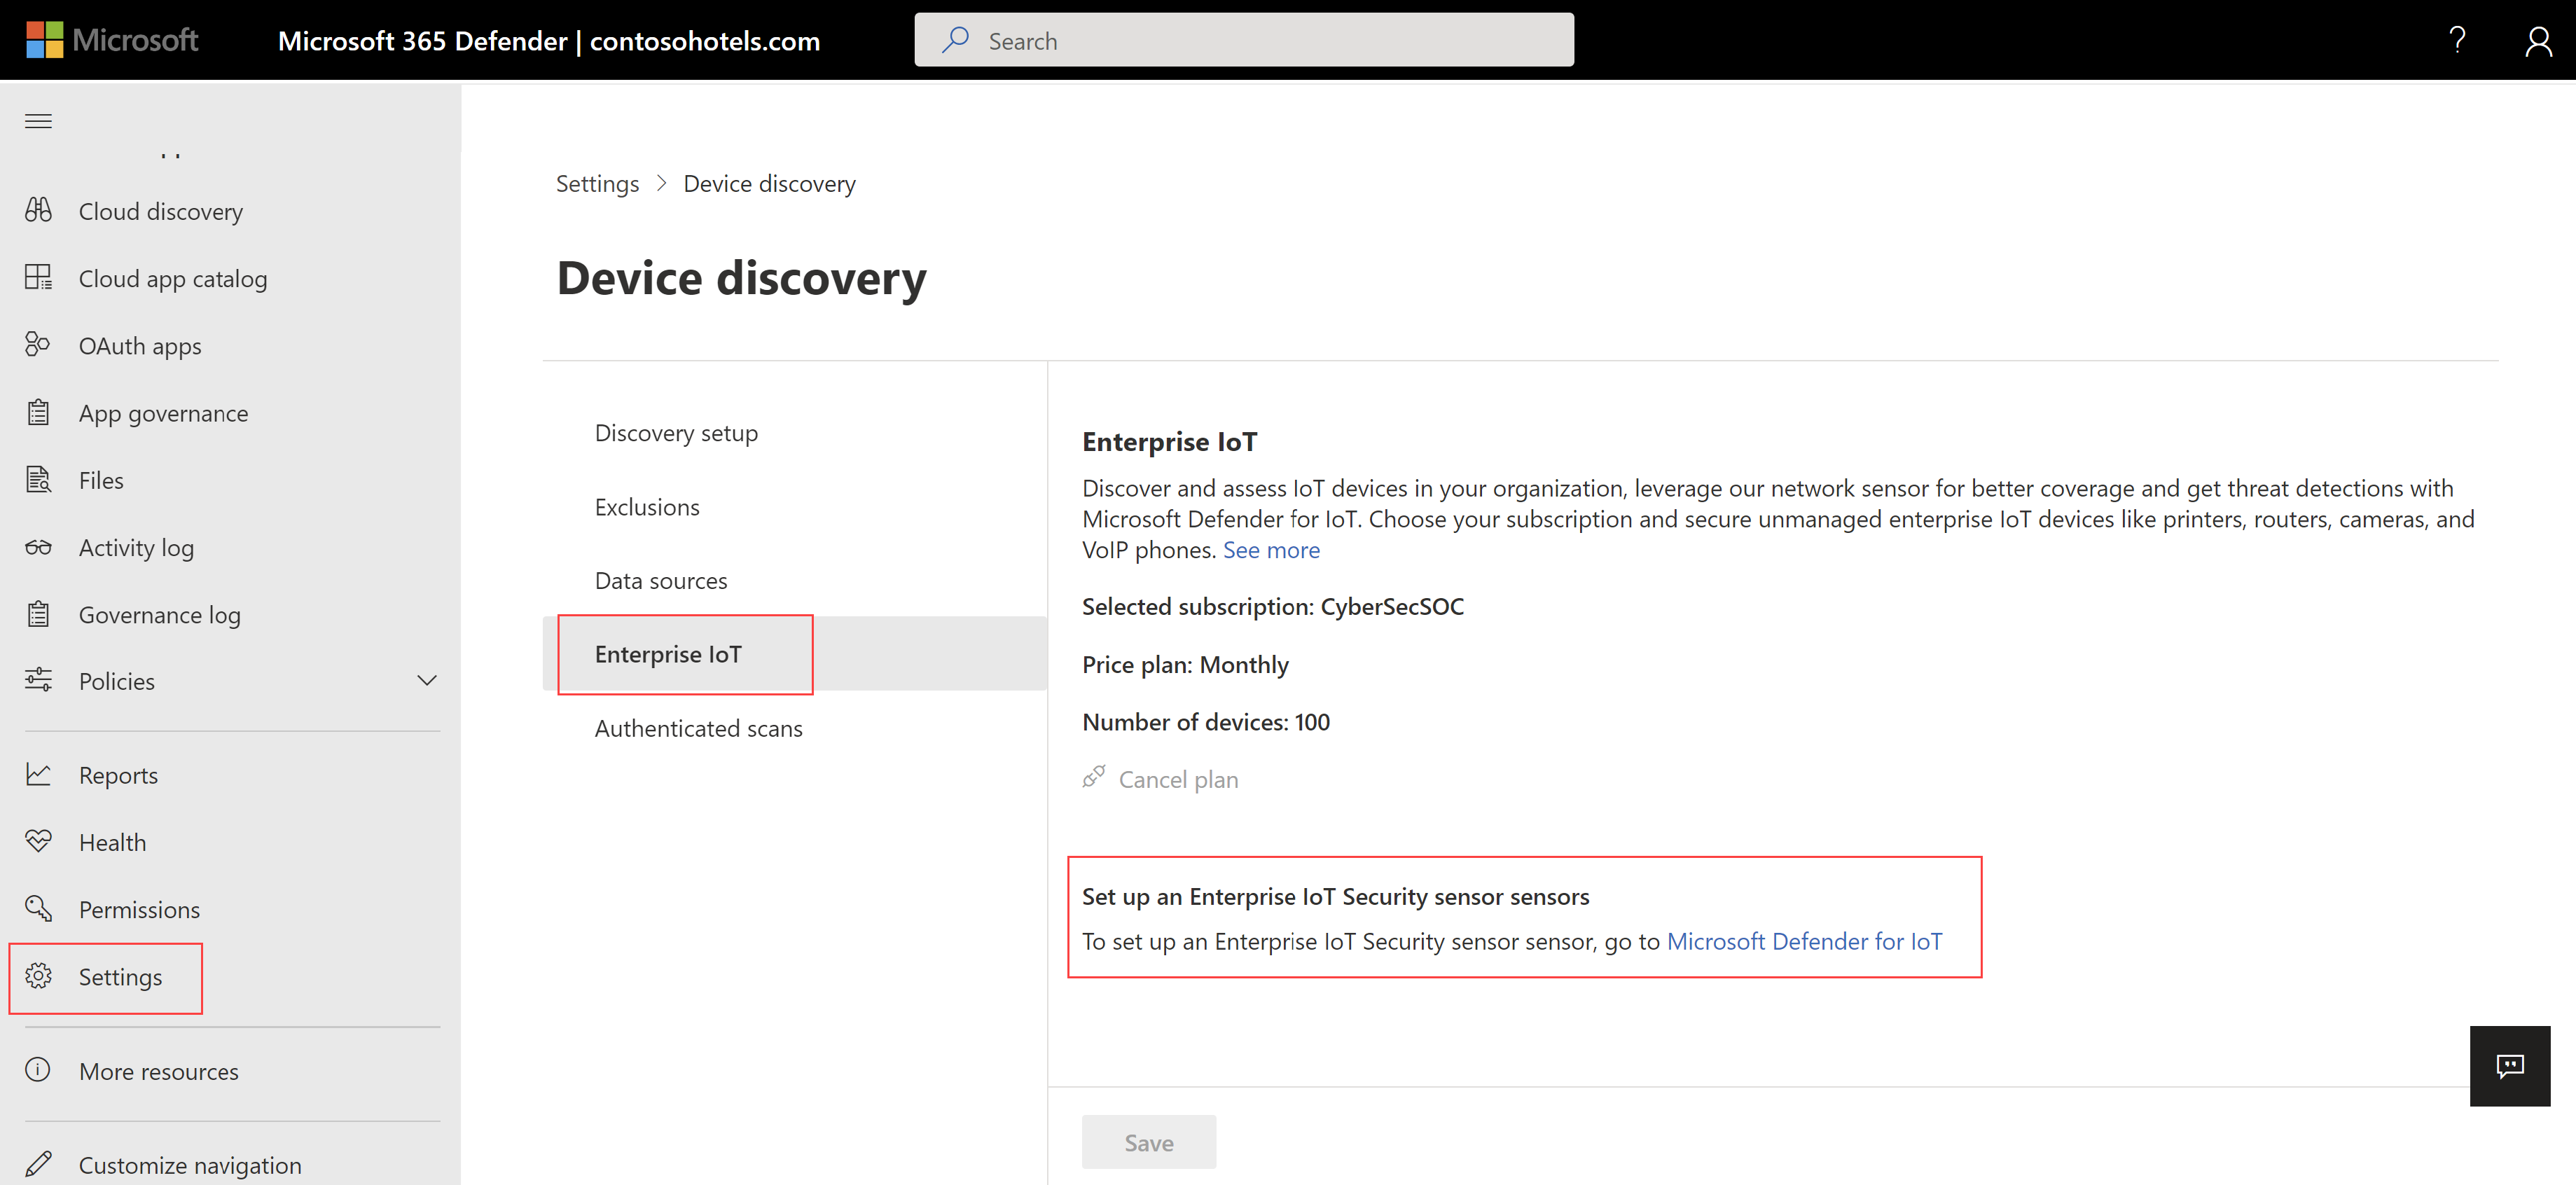 Microsoft
Microsoft 365 Defender | contosohotels.com
Search
?
Cloud discovery
Cloud app catalog
OAuth apps
App governance
Files
Activity log
Governance log
Policies
Reports
Health
Permissions
Settings
More resources
Customize navigation
Settings > Device discovery
Device discovery
Discovery setup
Exclusions
Data sources
Enterprise IoT
Authenticated scans
Enterprise IoT
Discover and assess IoT devices in your organization, leverage our network sensor for better coverage and get threat detections with
Microsoft Defender for IoT. Choose your subscription and secure unmanaged enterprise IoT devices like printers, routers, cameras, and
VoIP phones. See more
Selected subscription: CyberSecSOC
Price plan: Monthly
Number of devices: 100
Cancel plan
Set up an Enterprise IoT Security sensor sensors
To set up an Enterprise IoT Security sensor sensor, go to Microsoft Defender for IoT
Save